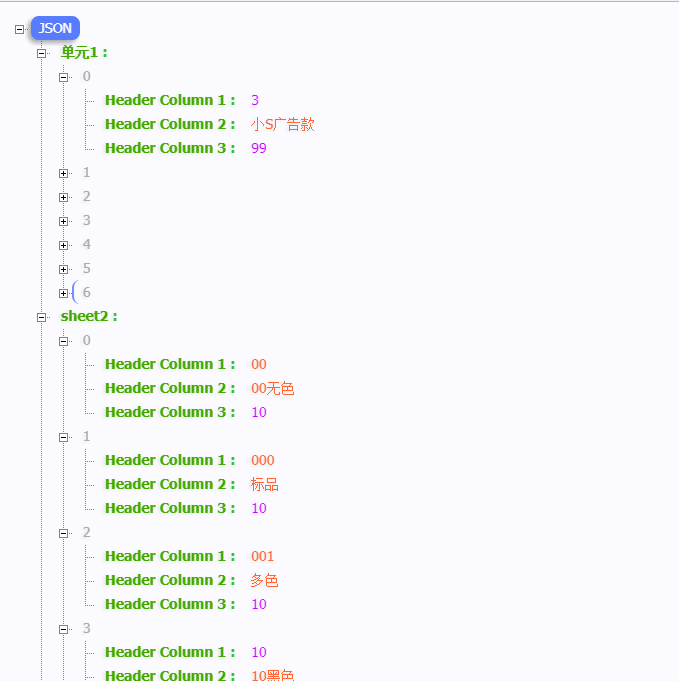 JSON
单元1 :
0
Header Column 1 : 3
Header Column 2 : 小S广告款
Header Column 3 : 99
1
2
3
4
5
6
sheet2 :
0
Header Column 1 : 00
Header Column 2 : 00无色
Header Column 3 : 10
1
Header Column 1 : 000
Header Column 2 : 标品
Header Column 3 : 10
2
Header Column 1 : 001
Header Column 2 : 多色
Header Column 3 : 10
3
Header Column 1 : 10
Header Column 2 : 10黑色